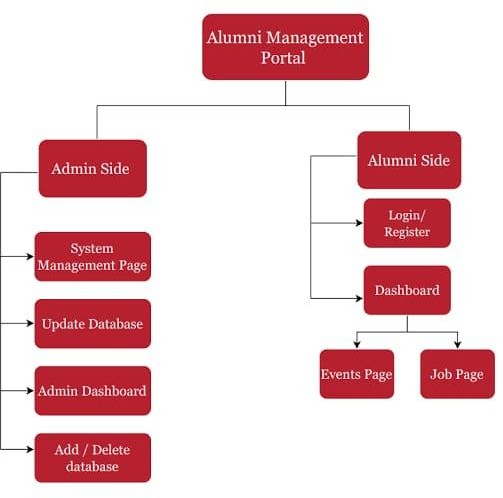 Alumni Management
Portal
Admin Side
System
Management Page
Update Database
Admin Dashboard
Add / Delete
database
Alumni Side
Login/
Register
Dashboard
Events Page
Job Page